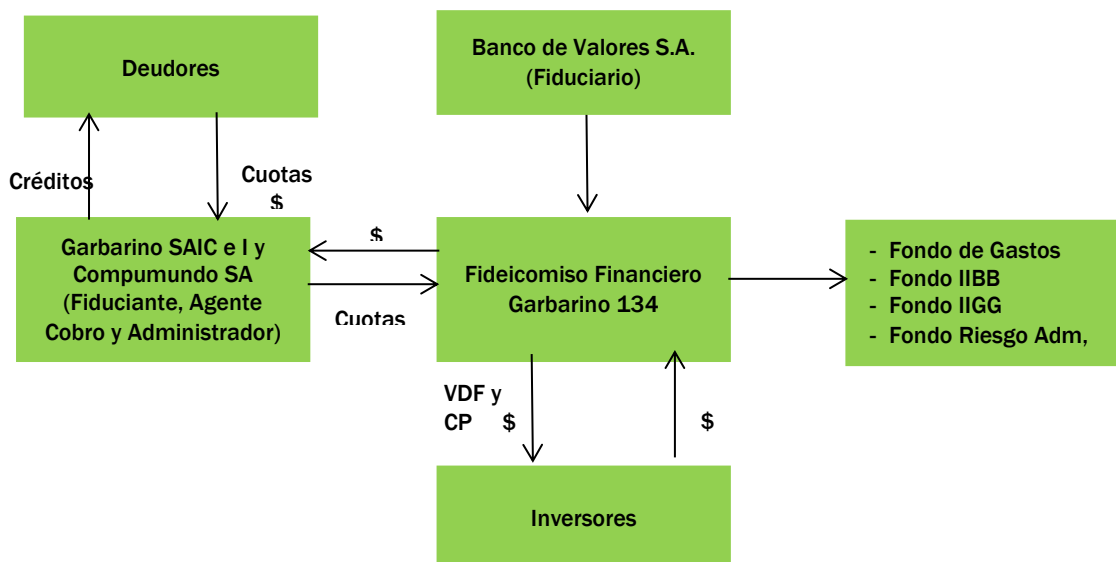 Deudores
Banco de Valores S.A.
(Fiduciario)
Créditos
Cuotas
$
Garbarino SAIC e I y
Compumundo SA
(Fiduciante, Agente
Cobro y Administrador)
$
Cuotas
Fideicomiso Financiero
Garbarino 134
- Fondo de Gastos
- Fondo IIBB
- Fondo IIGG
- Fondo Riesgo Adm,
VDF y
CP $
$
Inversores